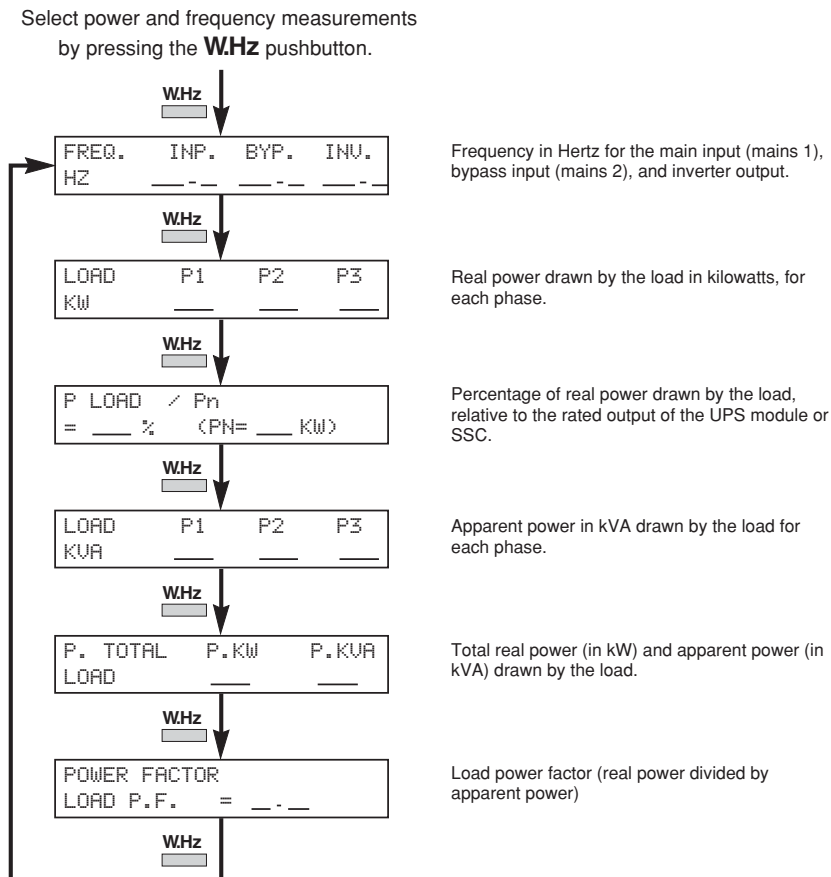 Select power and frequency measurements
by pressing the W.Hz pushbutton.
W.Hz
FREQ. INP. BYP. INV.
HZ ___._ ___._ ___._
Frequency in Hertz for the main input (mains 1),
bypass input (mains 2), and inverter output.
W.Hz
LOAD P1 P2 P3
KW ___ ___ ___
Real power drawn by the load in kilowatts, for
each phase.
W.Hz
P LOAD / Pn
= ___ % (PN= ___ KW)
Percentage of real power drawn by the load,
relative to the rated output of the UPS module or
SSC.
W.Hz
LOAD P1 P2 P3
KVA ___ ___ ___
Apparent power in kVA drawn by the load for
each phase.
W.Hz
P. TOTAL P.KW P.KVA
LOAD ___ ___
Total real power (in kW) and apparent power (in
kVA) drawn by the load.
W.Hz
POWER FACTOR
LOAD P.F. = __.__
Load power factor (real power divided by
apparent power)
W.Hz